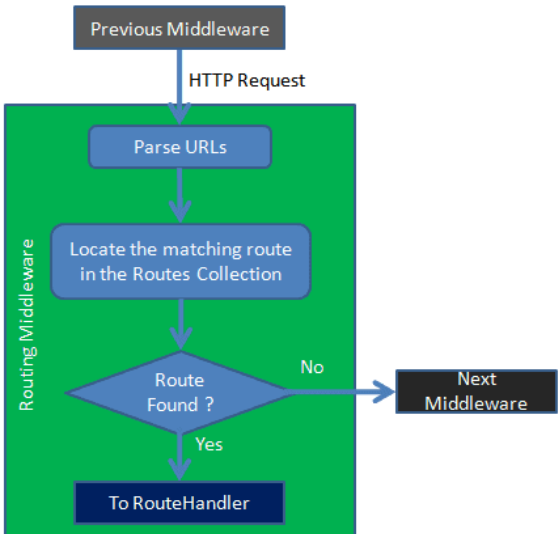 Previous Middleware
HTTP Request
Parse URLs
Locate the matching route
in the Routes Collection
Routing Middleware
Route
Found ?
No
Next
Middleware
Yes
To RouteHandler